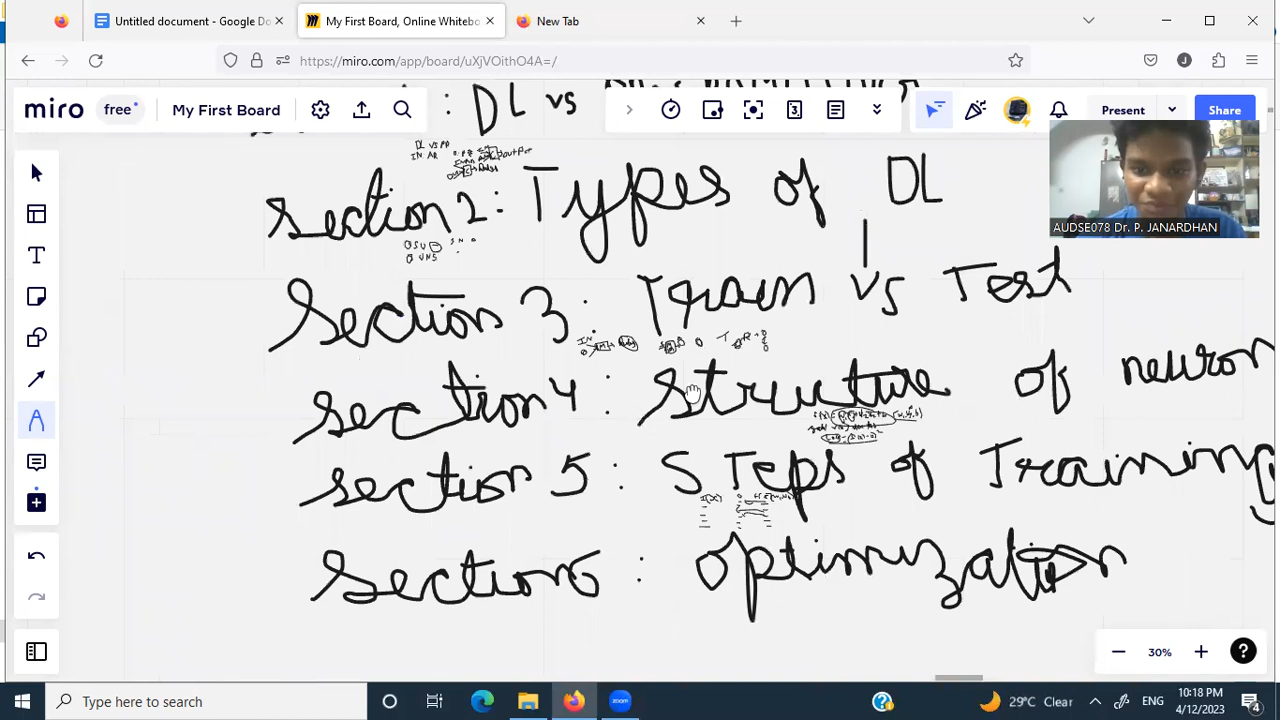 Untitled document - Google Do
My First Board, Online Whitebo
New Tab
https://miro.com/app/board/uXjVOithO4A=/
miro free My First Board
Present Share
: DL vs
AUDSE078 Dr. P. JANARDHAN
section 2: Types of DL
section 3: Train vs Test
section 4: Structure of neuron
section 5: STeps of Training
section 6: optimization
30%
Type here to search
29°C Clear
ENG
10:18 PM
4/12/2023
4